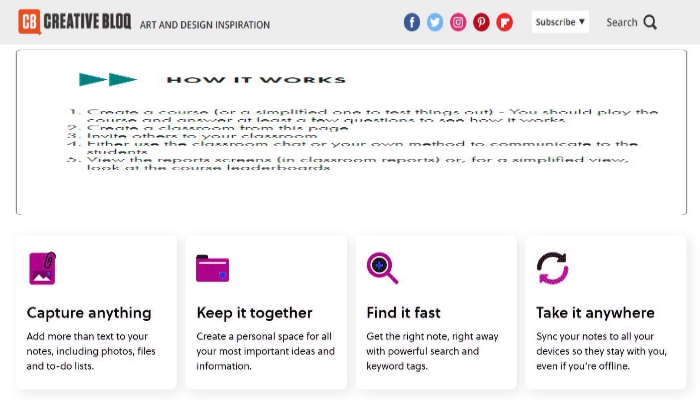 CB CREATIVE BLOQ ART AND DESIGN INSPIRATION Subscribe ▼ Search
HOW IT WORKS
1. Create a course (or a simplified one to test things out) - You should play the
course and answer at least a few questions to see how it works
2. Create a classroom from this page
3. Invite others to your classroom
4. Either use the classroom chat or your own method to communicate to the
students
5. View the reports screens (in classroom reports) or, for a simplified view,
look at the course leaderboards
Capture anything
Add more than text to your
notes, including photos, files
and to-do lists.
Keep it together
Create a personal space for all
your most important ideas and
information.
Find it fast
Get the right note, right away
with powerful search and
keyword tags.
Take it anywhere
Sync your notes to all your
devices so they stay with you,
even if you're offline.